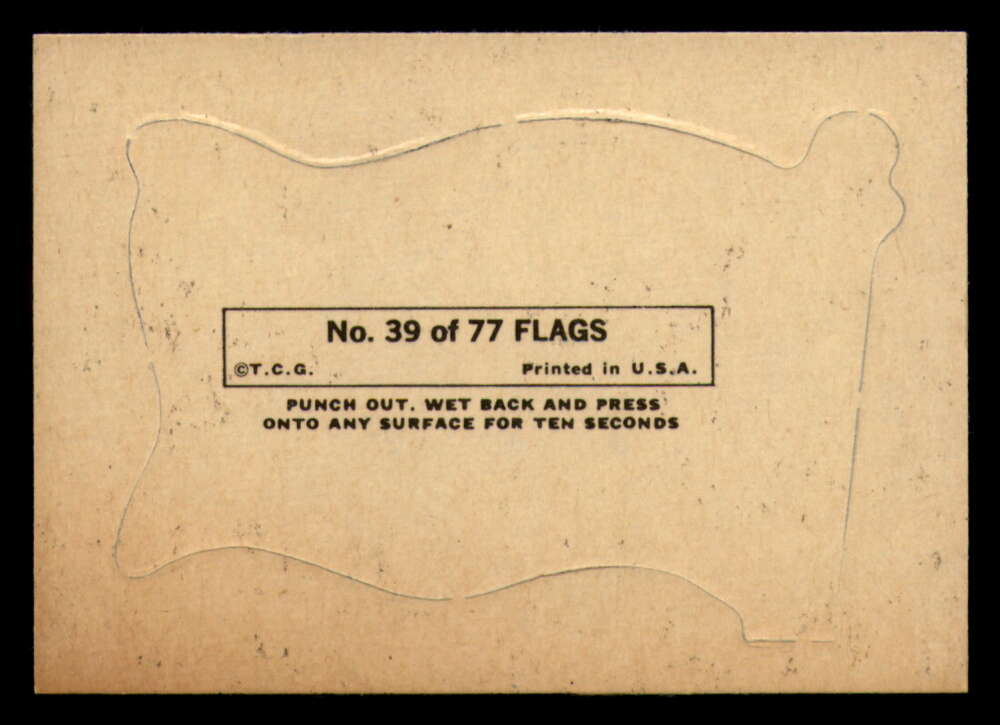 No. 39 of 77 FLAGS
©T.C.G. Printed in U.S.A.
PUNCH OUT. WET BACK AND PRESS
ONTO ANY SURFACE FOR TEN SECONDS